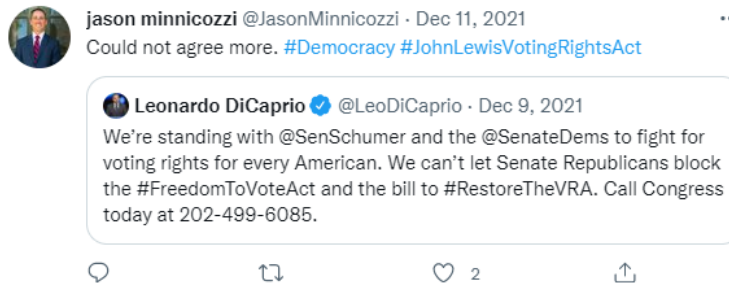 jason minnicozzi @JasonMinnicozzi · Dec 11, 2021
Could not agree more. #Democracy #JohnLewisVotingRightsAct
Leonardo DiCaprio @LeoDiCaprio · Dec 9, 2021
We’re standing with @SenSchumer and the @SenateDems to fight for
voting rights for every American. We can’t let Senate Republicans block
the #FreedomToVoteAct and the bill to #RestoreTheVRA. Call Congress
today at 202-499-6085.
2